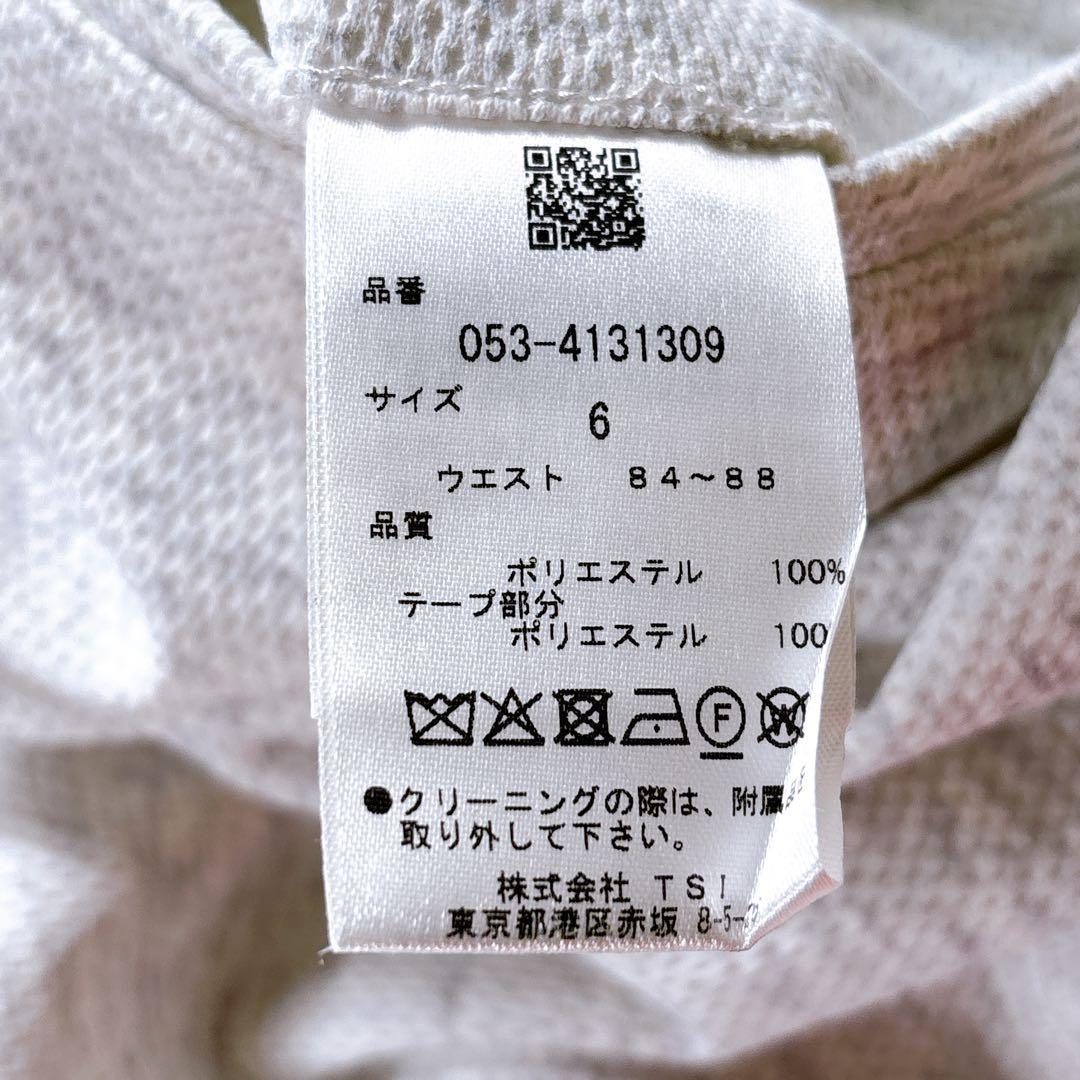 品番
053-4131309
サイズ
6
ウエスト 84～88
品質
ポリエステル 100%
テープ部分
ポリエステル 100
F
W
●クリーニングの際は、附属
取り外して下さい。
株式会社 TSI
東京都港区赤坂 8-5-